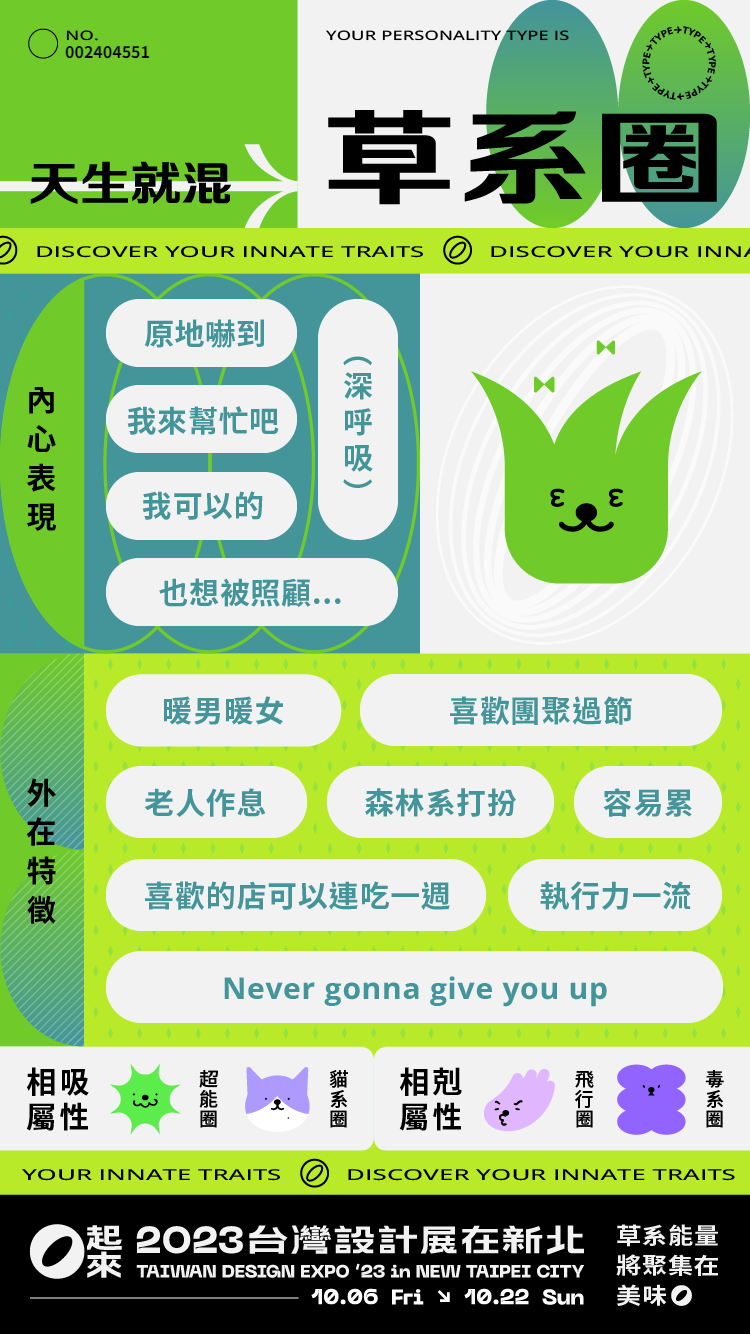 NO.
002404551
YOUR PERSONALITY TYPE IS
TYPE→TYPE→TYPE→TYPE→TYPE→TYPE→TYPE→
天生就混
草系圈
DISCOVER YOUR INNATE TRAITS
DISCOVER YOUR INNA
內心表現
原地嚇到
我來幫忙吧
我可以的
(深呼吸)
也想被照顧...
外在特徵
暖男暖女
喜歡團聚過節
老人作息
森林系打扮
容易累
喜歡的店可以連吃一週
執行力一流
Never gonna give you up
相吸屬性
超能圈
貓系圈
相剋屬性
飛行圈
毒系圈
YOUR INNATE TRAITS
DISCOVER YOUR INNATE TRAITS
起來
2023台灣設計展在新北
TAIWAN DESIGN EXPO '23 in NEW TAIPEI CITY
10.06 Fri ↘ 10.22 Sun
草系能量
將聚集在
美味